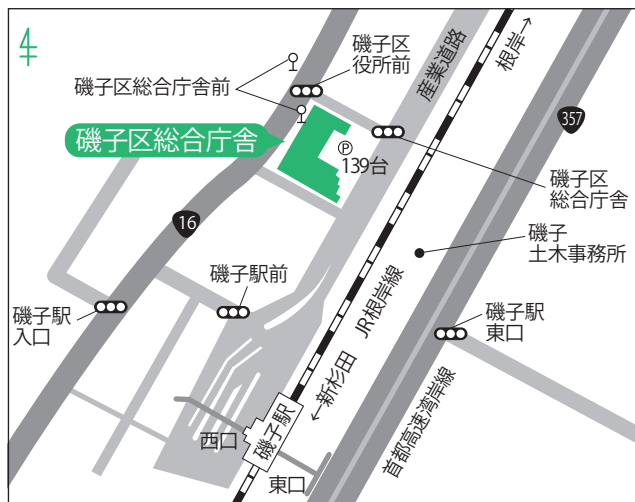 磯子区
役所前
磯子区総合庁舎前
産業道路
根岸→
357
磯子区総合庁舎
P
139台
磯子区
総合庁舎
16
磯子
土木事務所
磯子駅前
JR根岸線
磯子駅
入口
磯子駅
東口
←新杉田
首都高速湾岸線
西口
磯子駅
東口